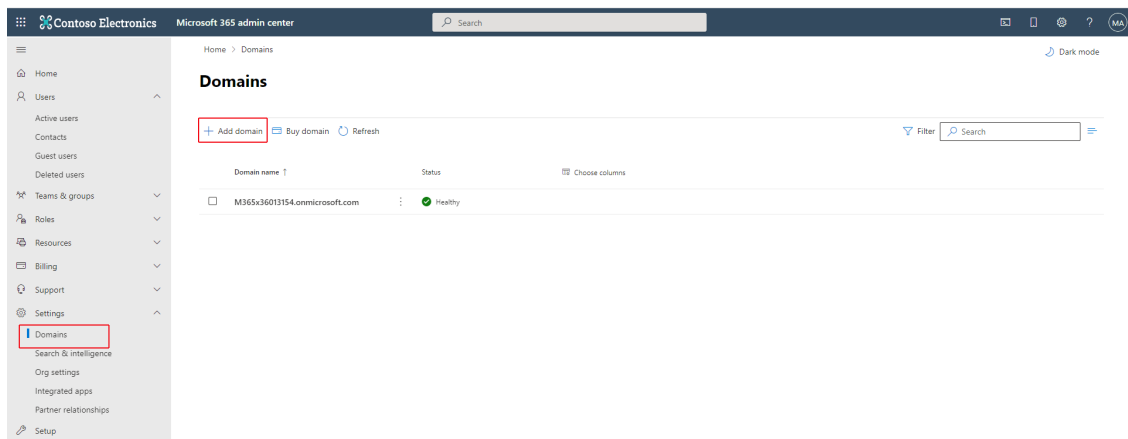 Contoso Electronics
Microsoft 365 admin center
Search
MA
Home > Domains
Dark mode
Home
Users
Active users
Contacts
Guest users
Deleted users
Teams & groups
Roles
Resources
Billing
Support
Settings
Domains
Search & intelligence
Org settings
Integrated apps
Partner relationships
Setup
Domains
+ Add domain
Buy domain
Refresh
Filter
Search
Domain name ↑
Status
Choose columns
M365x36013154.onmicrosoft.com
Healthy